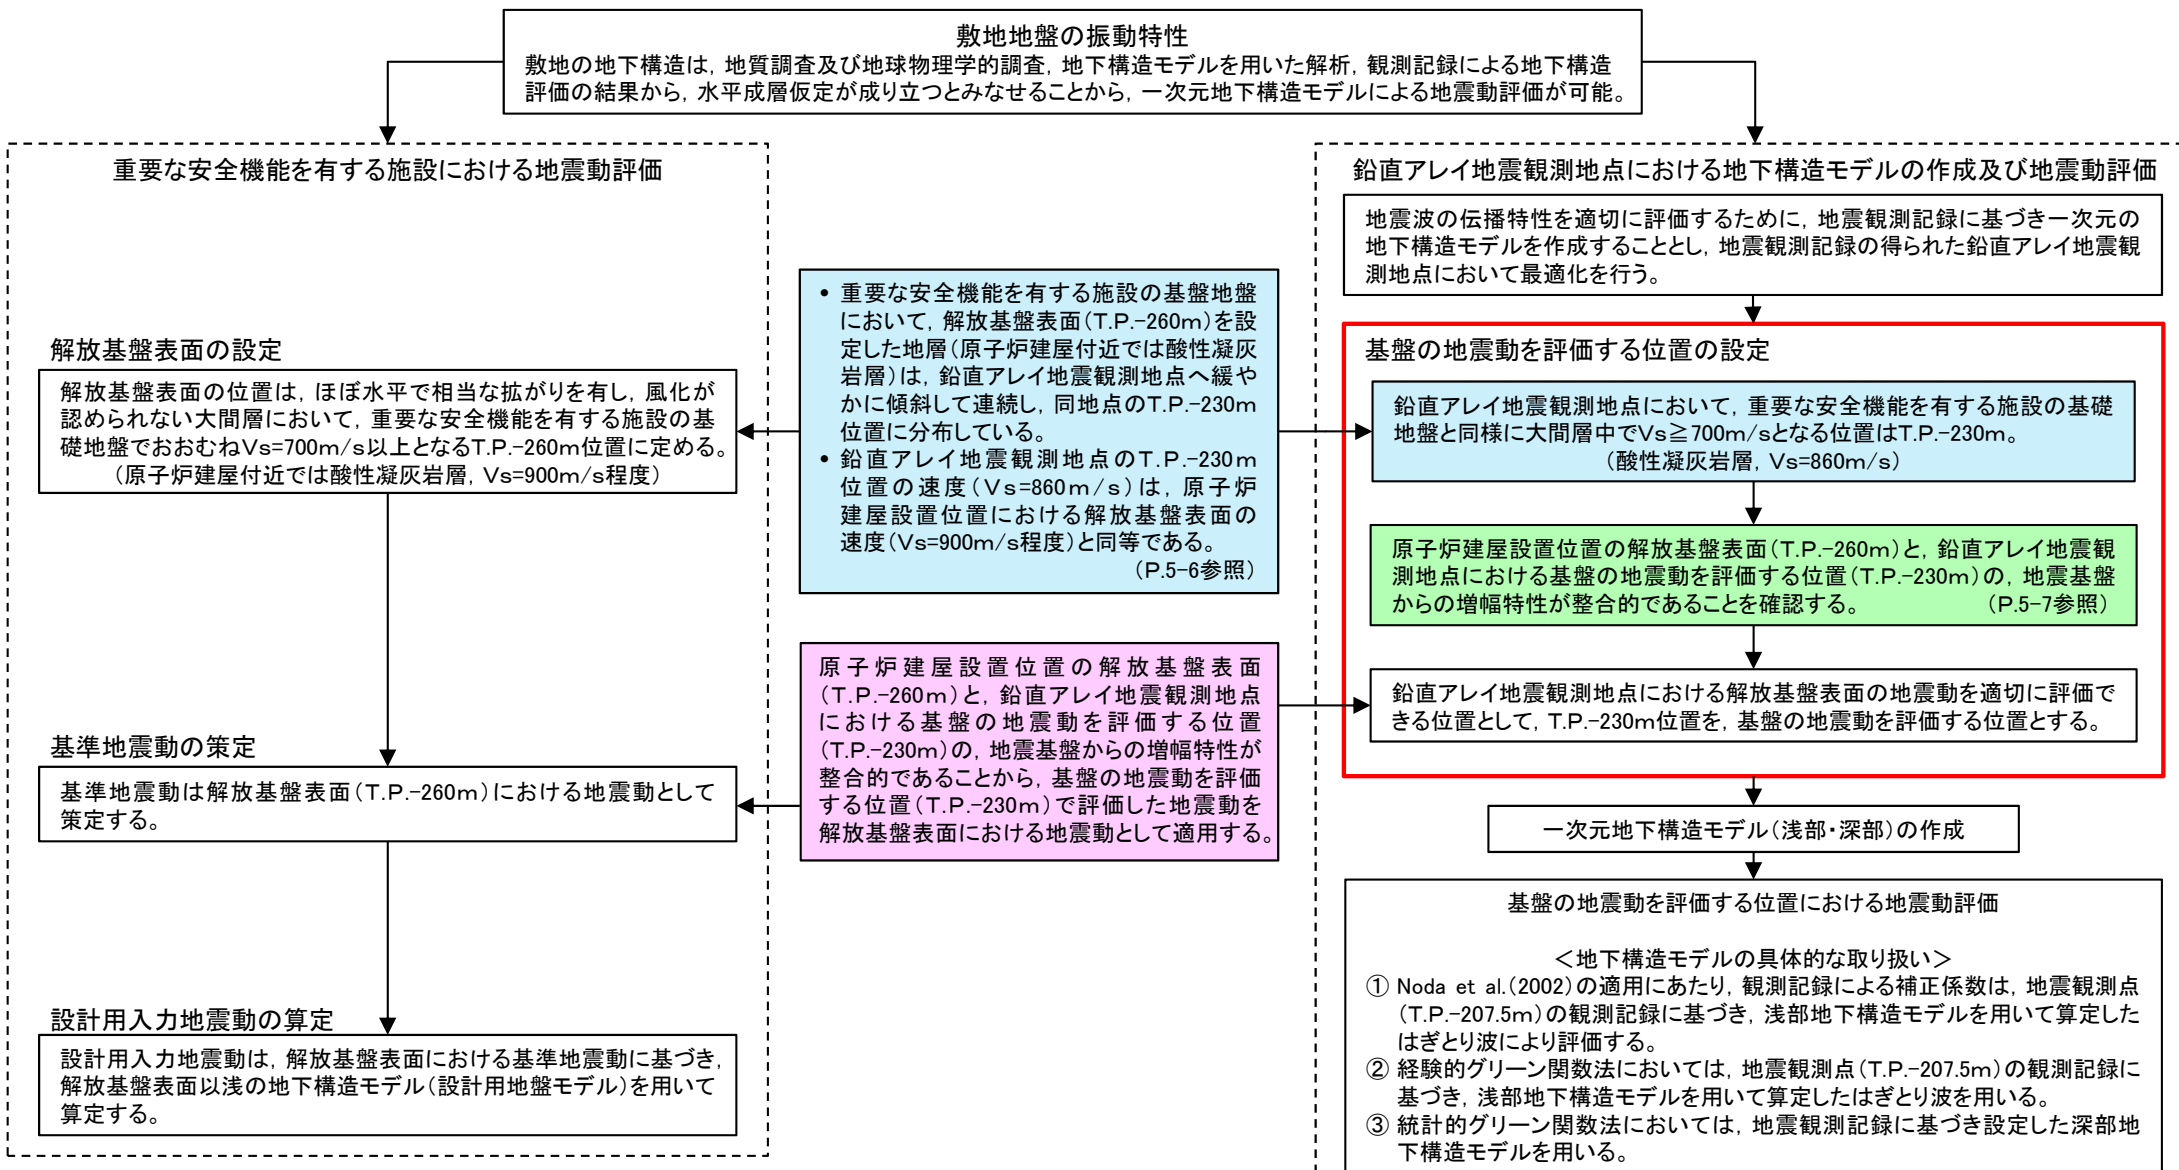 敷地地盤の振動特性
敷地の地下構造は，地質調査及び地球物理学的調査，地下構造モデルを用いた解析，観測記録による地下構造
評価の結果から，水平成層仮定が成り立つとみなせることから，一次元地下構造モデルによる地震動評価が可能。
重要な安全機能を有する施設における地震動評価
解放基盤表面の設定
解放基盤表面の位置は，ほぼ水平で相当な拡がりを有し，風化が
認められない大間層において，重要な安全機能を有する施設の基
礎地盤でおおむねVs=700m/s以上となるT.P.-260m位置に定める。
（原子炉建屋付近では酸性凝灰岩層，Vs=900m/s程度）
基準地震動の策定
基準地震動は解放基盤表面（T.P.-260m）における地震動として
策定する。
設計用入力地震動の算定
設計用入力地震動は，解放基盤表面における基準地震動に基づき，
解放基盤表面以浅の地下構造モデル（設計用地盤モデル）を用いて
算定する。
• 重要な安全機能を有する施設の基盤地盤
において，解放基盤表面（T.P.-260m）を設
定した地層（原子炉建屋付近では酸性凝灰
岩層）は，鉛直アレイ地震観測地点へ緩や
かに傾斜して連続し，同地点のT.P.-230m
位置に分布している。
• 鉛直アレイ地震観測地点のT.P.-230m
位置の速度（Vs=860m/s）は，原子炉
建屋設置位置における解放基盤表面の
速度（Vs=900m/s程度）と同等である。
（P.5-6参照）
原子炉建屋設置位置の解放基盤表面
（T.P.-260m）と，鉛直アレイ地震観測地点
における基盤の地震動を評価する位置
（T.P.-230m）の，地震基盤からの増幅特性が
整合的であることから，基盤の地震動を評価
する位置（T.P.-230m）で評価した地震動を
解放基盤表面における地震動として適用する。
鉛直アレイ地震観測地点における地下構造モデルの作成及び地震動評価
地震波の伝播特性を適切に評価するために，地震観測記録に基づき一次元の
地下構造モデルを作成することとし，地震観測記録の得られた鉛直アレイ地震観
測地点において最適化を行う。
基盤の地震動を評価する位置の設定
鉛直アレイ地震観測地点において，重要な安全機能を有する施設の基礎
地盤と同様に大間層中でVs≧700m/sとなる位置はT.P.-230m。
（酸性凝灰岩層，Vs=860m/s）
原子炉建屋設置位置の解放基盤表面（T.P.-260m）と，鉛直アレイ地震観
測地点における基盤の地震動を評価する位置（T.P.-230m）の，地震基盤
からの増幅特性が整合的であることを確認する。 （P.5-7参照）
鉛直アレイ地震観測地点における解放基盤表面の地震動を適切に評価で
きる位置として，T.P.-230m位置を，基盤の地震動を評価する位置とする。
一次元地下構造モデル（浅部・深部）の作成
基盤の地震動を評価する位置における地震動評価
＜地下構造モデルの具体的な取り扱い＞
① Noda et al.（2002）の適用にあたり，観測記録による補正係数は，地震観測点
（T.P.-207.5m）の観測記録に基づき，浅部地下構造モデルを用いて算定した
はぎとり波により評価する。
② 経験的グリーン関数法においては，地震観測点（T.P.-207.5m）の観測記録に
基づき，浅部地下構造モデルを用いて算定したはぎとり波を用いる。
③ 統計的グリーン関数法においては，地震観測記録に基づき設定した深部地
下構造モデルを用いる。